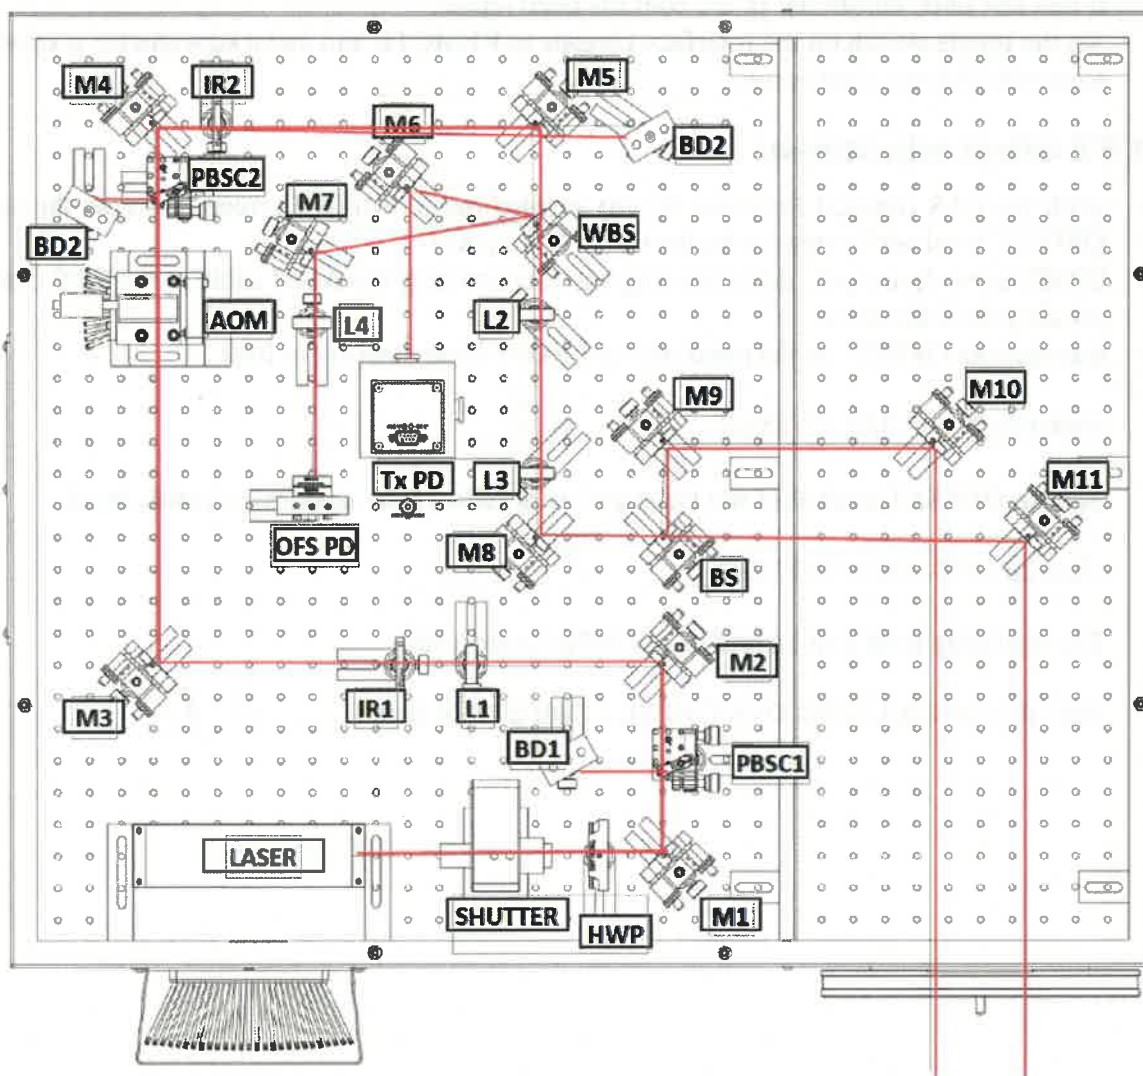 M4
IR2
M5
M6
BD2
PBSC2
M7
BD2
WBS
AOM
L4
L2
M9
M10
Tx PD
L3
M11
OFS PD
M8
BS
M2
M3
IR1
L1
BD1
PBSC1
LASER
SHUTTER
HWP
M1